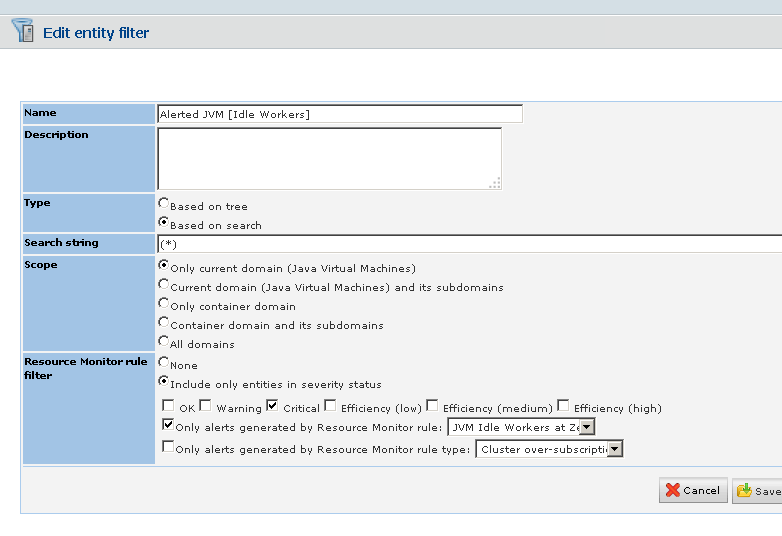 Edit entity filter
Name
Alerted JVM [Idle Workers]
Description
Type
Based on tree
Based on search
Search string
(*)
Scope
Only current domain (Java Virtual Machines)
Current domain (Java Virtual Machines) and its subdomains
Only container domain
Container domain and its subdomains
All domains
Resource Monitor rule
filter
None
Include only entities in severity status
OK Warning Critical Efficiency (low) Efficiency (medium) Efficiency (high)
Only alerts generated by Resource Monitor rule: JVM Idle Workers at Ze
Only alerts generated by Resource Monitor rule type: Cluster over-subscripti
Cancel Save